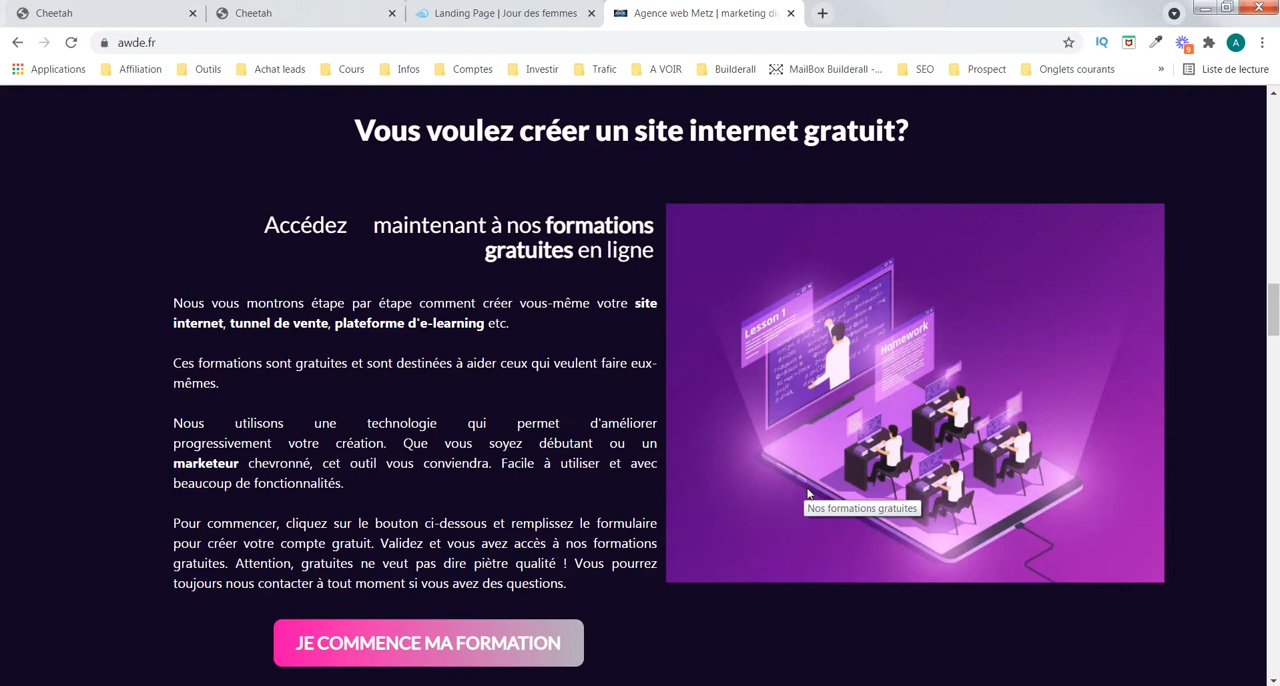 Cheetah
Cheetah
Landing Page | Jour des femmes
Agence web Metz | marketing di
awde.fr
IQ
9
A
Applications
Affiliation
Outils
Achat leads
Cours
Infos
Comptes
Investir
Trafic
A VOIR
Builderall
MailBox Builderall -...
SEO
Prospect
Onglets courants
»
Liste de lecture
Vous voulez créer un site internet gratuit?
Accédez maintenant à nos formations
gratuites en ligne
Nous vous montrons étape par étape comment créer vous-même votre site
internet, tunnel de vente, plateforme d'e-learning etc.
Ces formations sont gratuites et sont destinées à aider ceux qui veulent faire eux-
mêmes.
Nous utilisons une technologie qui permet d'améliorer
progressivement votre création. Que vous soyez débutant ou un
marketeur chevronné, cet outil vous conviendra. Facile à utiliser et avec
beaucoup de fonctionnalités.
Pour commencer, cliquez sur le bouton ci-dessous et remplissez le formulaire
pour créer votre compte gratuit. Validez et vous avez accès à nos formations
gratuites. Attention, gratuites ne veut pas dire piètre qualité ! Vous pourrez
toujours nous contacter à tout moment si vous avez des questions.
JE COMMENCE MA FORMATION
Lesson 1
Homework
Nos formations gratuites